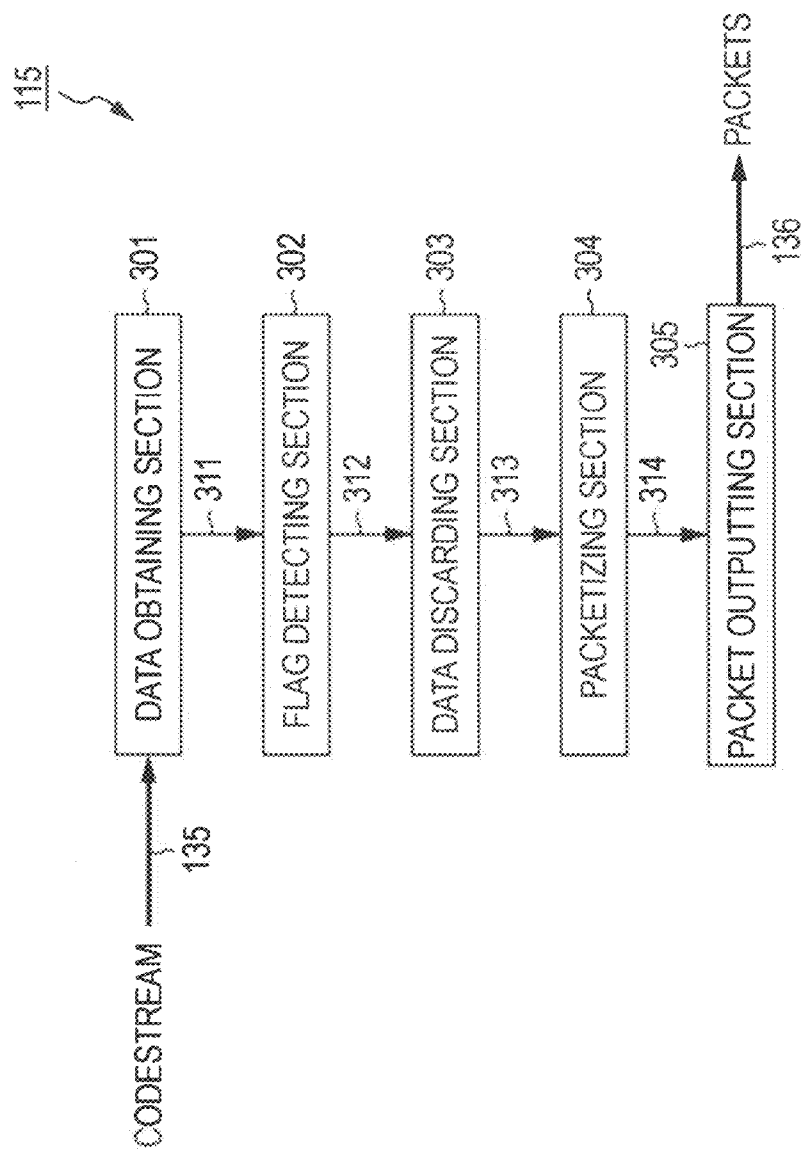 115
CODESTREAM
135
DATA OBTAINING SECTION
301
311
FLAG DETECTING SECTION
302
312
DATA DISCARDING SECTION
303
313
PACKETIZING SECTION
304
314
305
PACKET OUTPUTTING SECTION
136
PACKETS